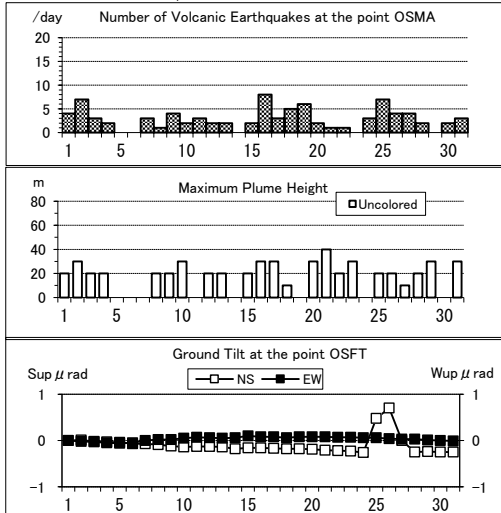 /day Number of Volcanic Earthquakes at the point OSMA
20
15
10
5
0
1 5 10 15 20 25 30
m Maximum Plume Height
80
Uncolored
60
40
20
0
1 5 10 15 20 25 30
Ground Tilt at the point OSFT
Sup μ rad Wup μ rad
NS EW
1 1
0 0
-1 -1
1 5 10 15 20 25 30